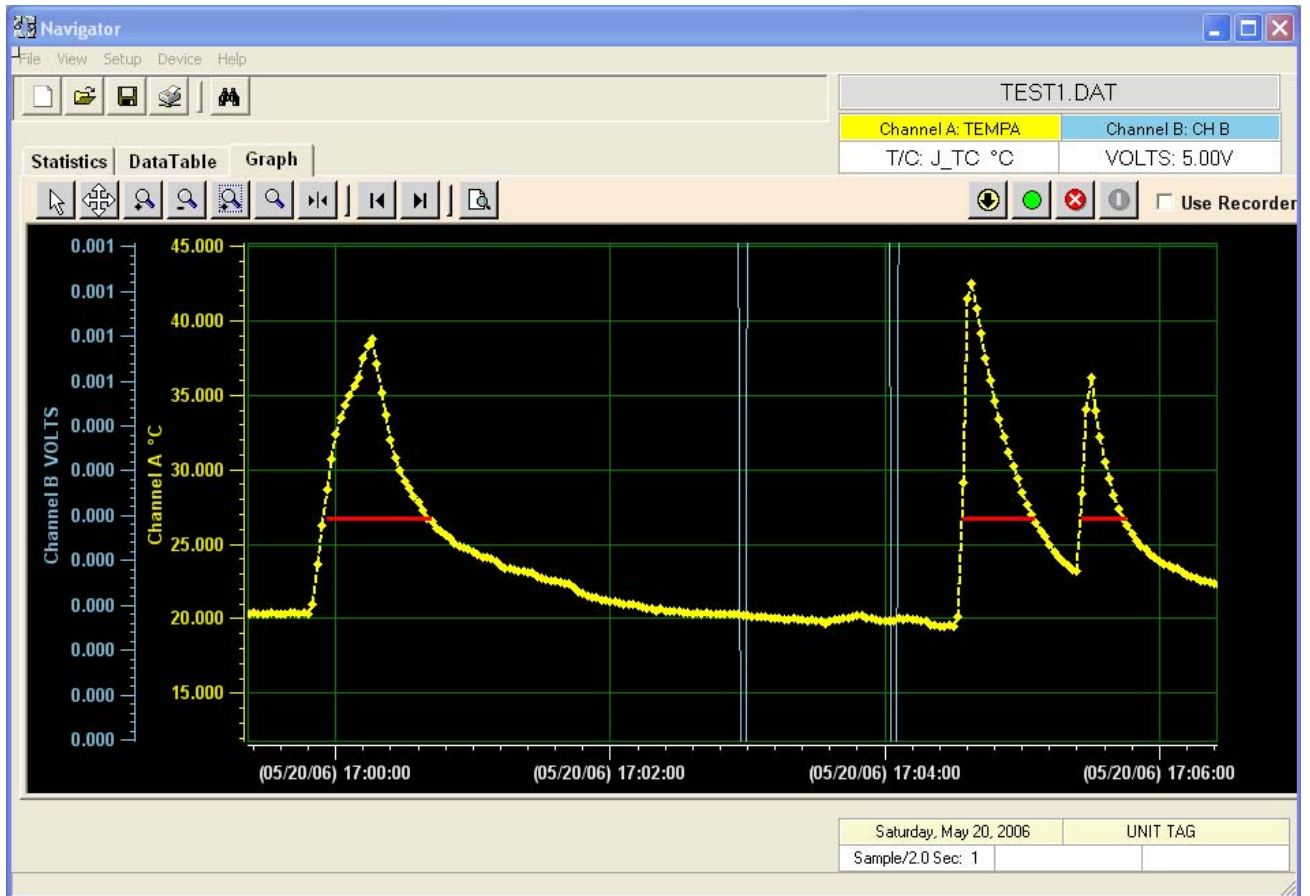 Navigator
File View Setup Device Help
TEST1.DAT
Channel A: TEMPA Channel B: CH B
T/C: J_TC °C VOLTS: 5.00V
Statistics DataTable Graph
Use Recorder
0.001 45.000
0.001
0.001 40.000
0.001 35.000
0.000
0.000 30.000
0.000
0.000 25.000
0.000 20.000
0.000
0.000 15.000
0.000
Channel B VOLTS
Channel A °C
(05/20/06) 17:00:00 (05/20/06) 17:02:00 (05/20/06) 17:04:00 (05/20/06) 17:06:00
Saturday, May 20, 2006 UNIT TAG
Sample/2.0 Sec: 1